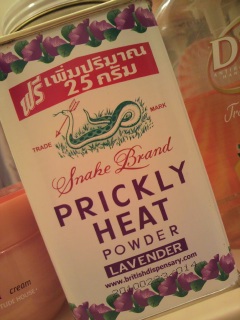 ฟรี เพิ่มปริมาณ
25 กรัม
TRADE MARK
Snake Brand
PRICKLY
HEAT
POWDER
LAVENDER
www.britishdispensary.com
cream